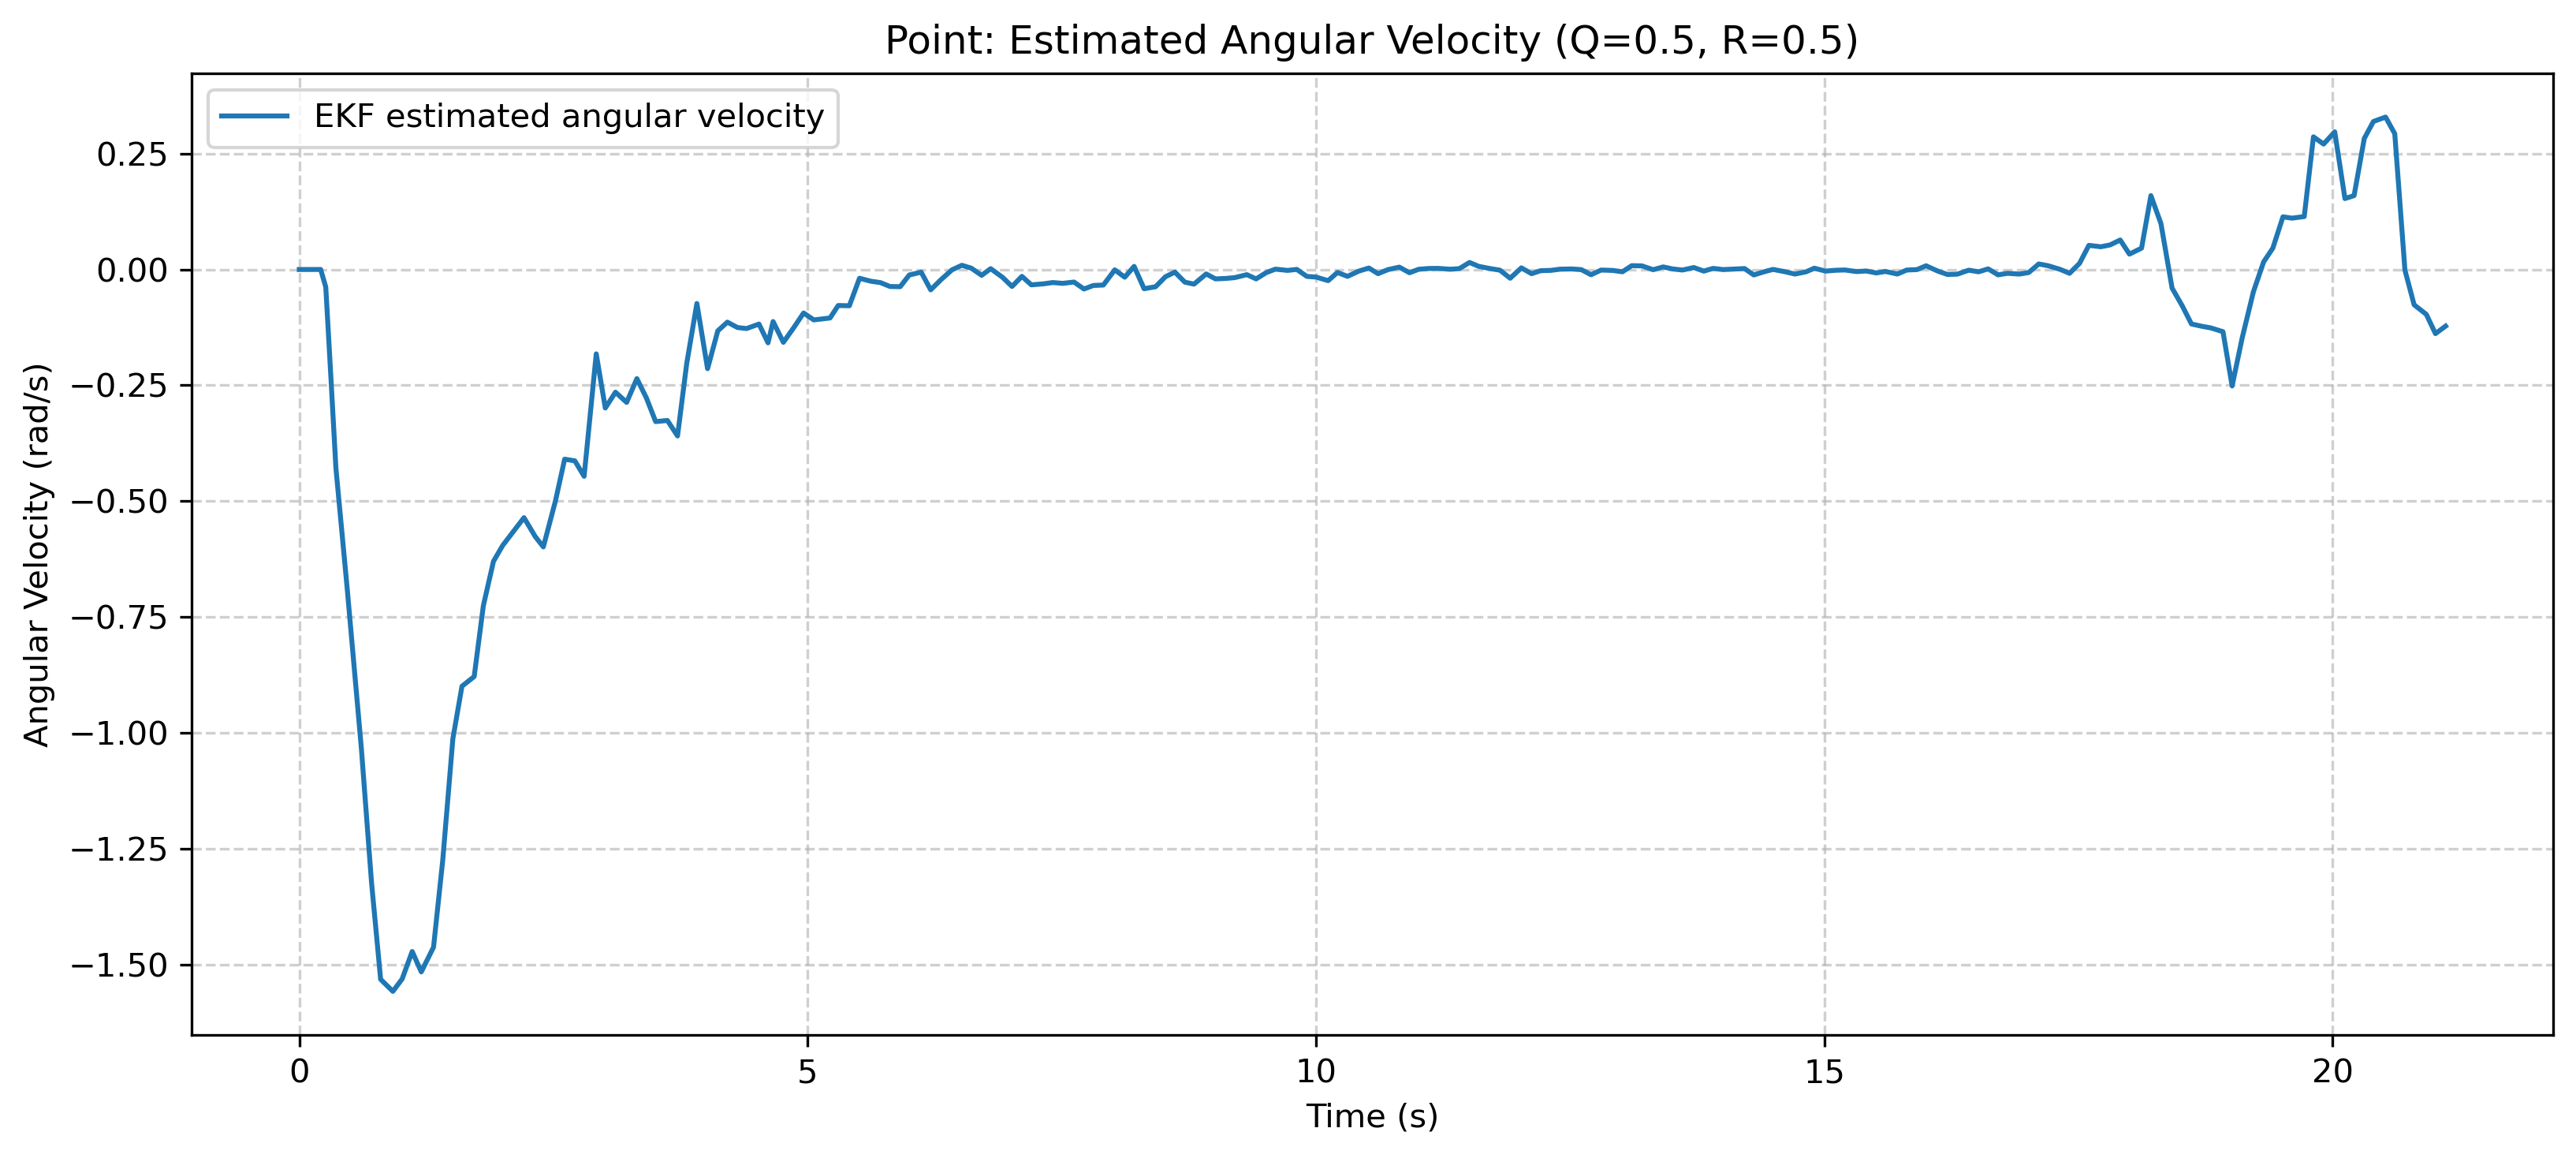 Point: Estimated Angular Velocity (Q=0.5, R=0.5)
EKF estimated angular velocity
0.25
0.00
−0.25
−0.50
−0.75
−1.00
−1.25
−1.50
Angular Velocity (rad/s)
0 5 10 15 20
Time (s)